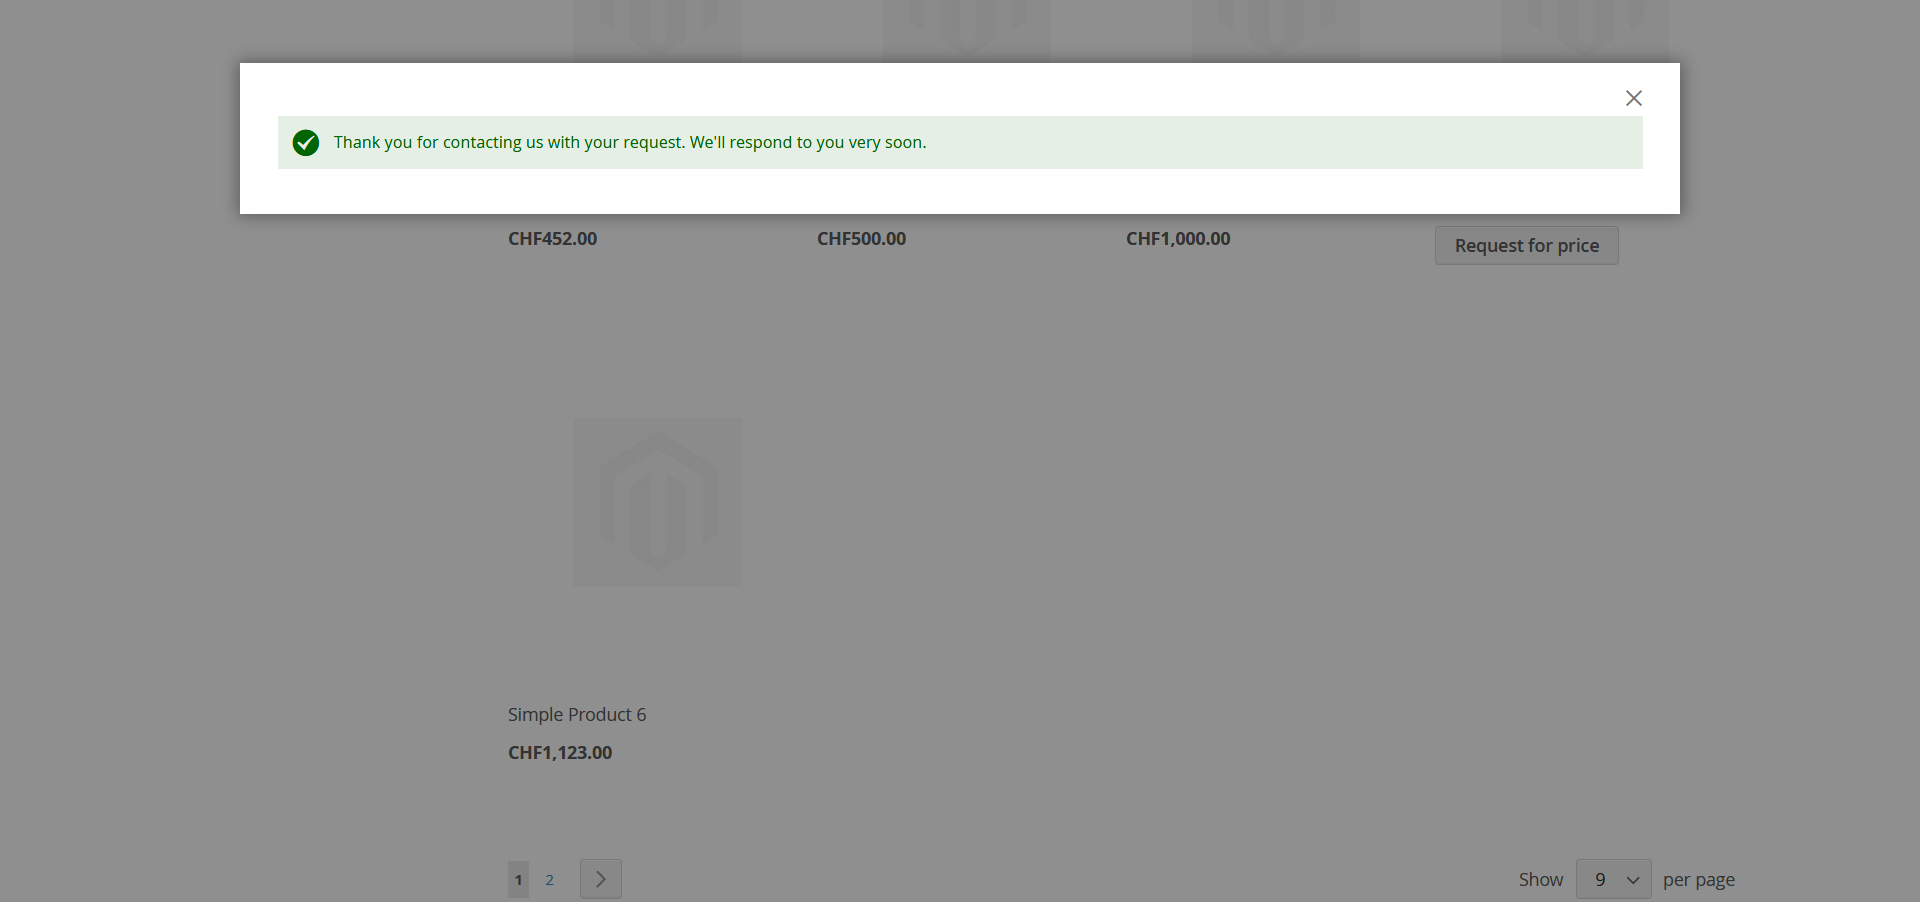 Thank you for contacting us with your request. We'll respond to you very soon.
CHF452.00
CHF500.00
CHF1,000.00
Request for price
Simple Product 6
CHF1,123.00
1 2
Show 9 per page